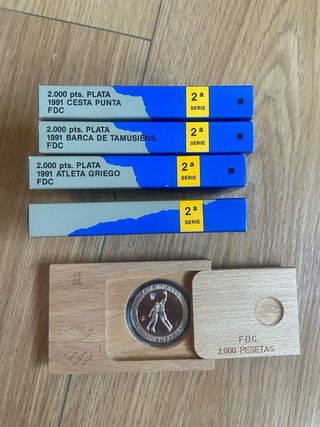 2.000 pts. PLATA
1991 CESTA PUNTA
FDC
2ª
SERIE
2.000 pts. PLATA
1991 BARCA DE TAMUSIENS
FDC
2ª
SERIE
2.000 pts. PLATA
1991 ATLETA GRIEGO
FDC
2ª
SERIE
2ª
SERIE
M
F.D.C.
2.000 PESETAS